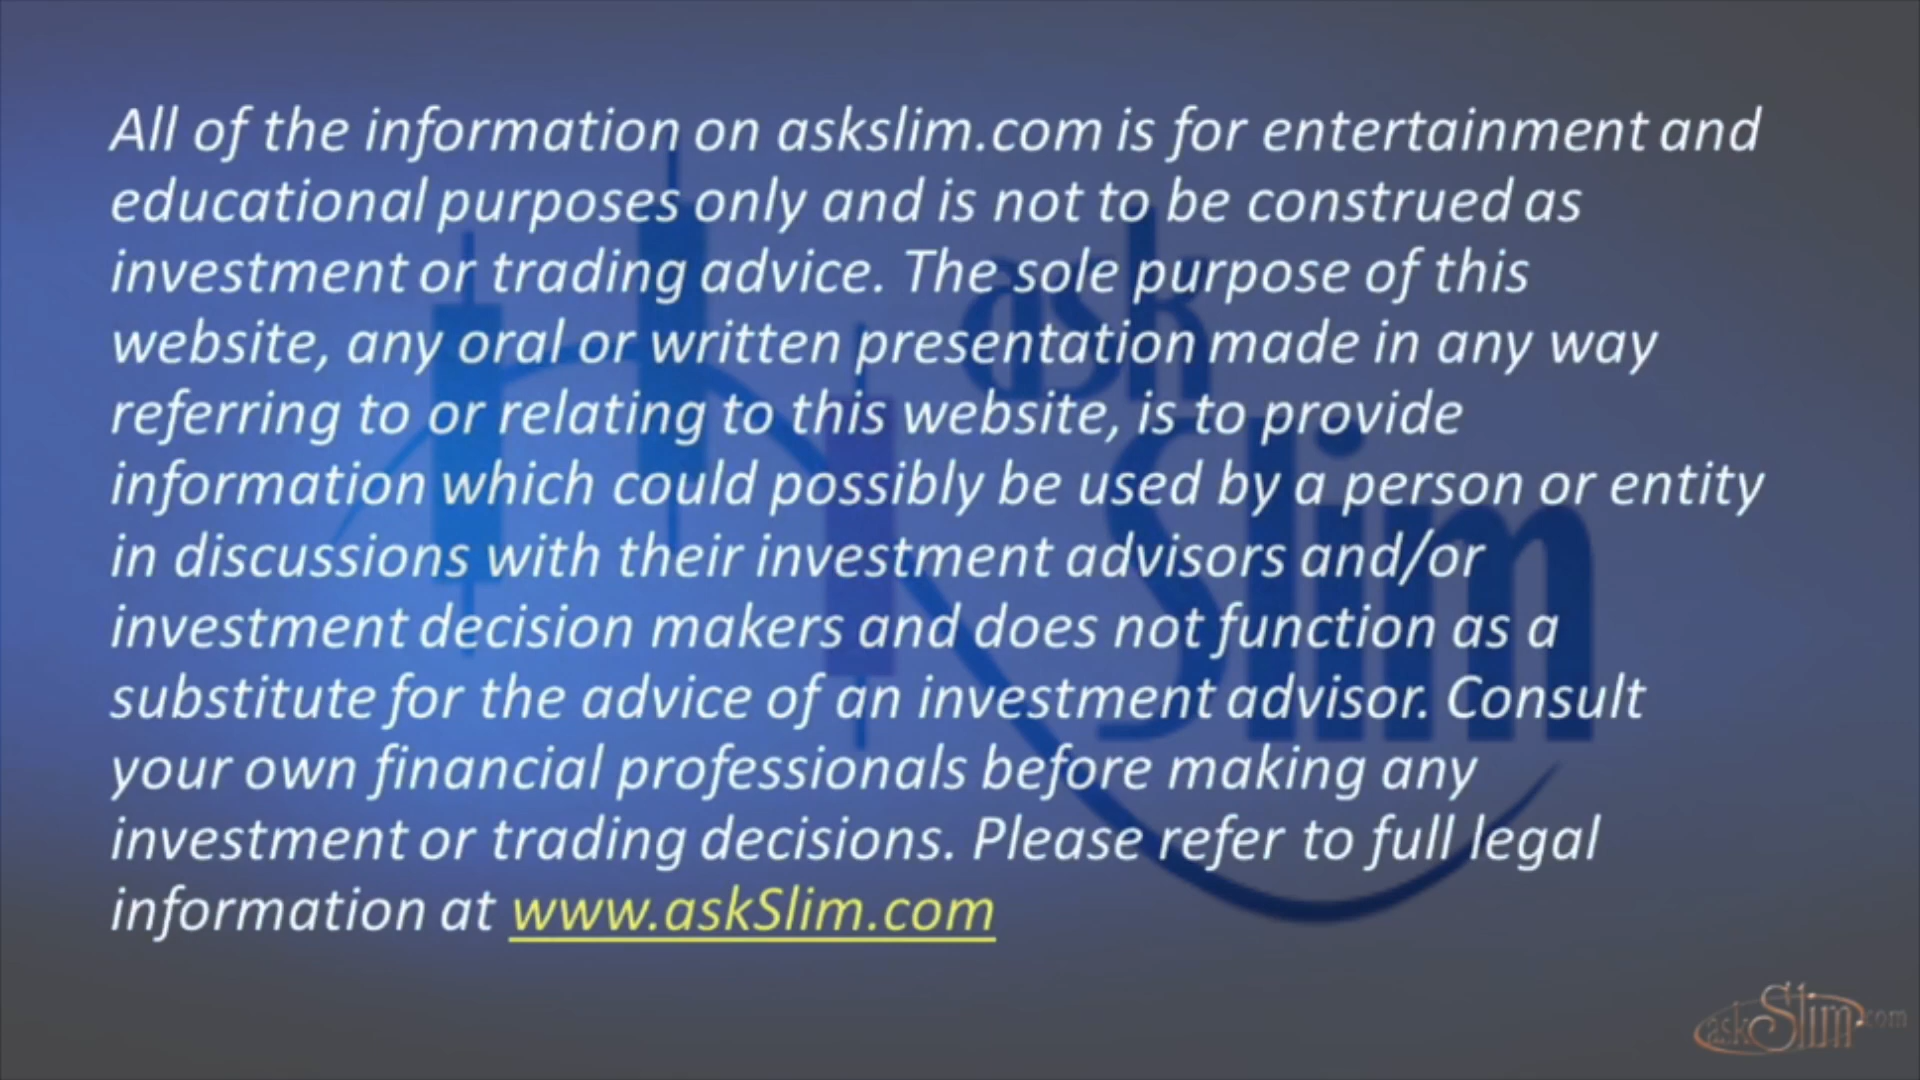 All of the information on askslim.com is for entertainment and
educational purposes only and is not to be construed as
investment or trading advice. The sole purpose of this
website, any oral or written presentation made in any way
referring to or relating to this website, is to provide
information which could possibly be used by a person or entity
in discussions with their investment advisors and/or
investment decision makers and does not function as a
substitute for the advice of an investment advisor. Consult
your own financial professionals before making any
investment or trading decisions. Please refer to full legal
information at www.askSlim.com
ask
Slim
askSlim.com